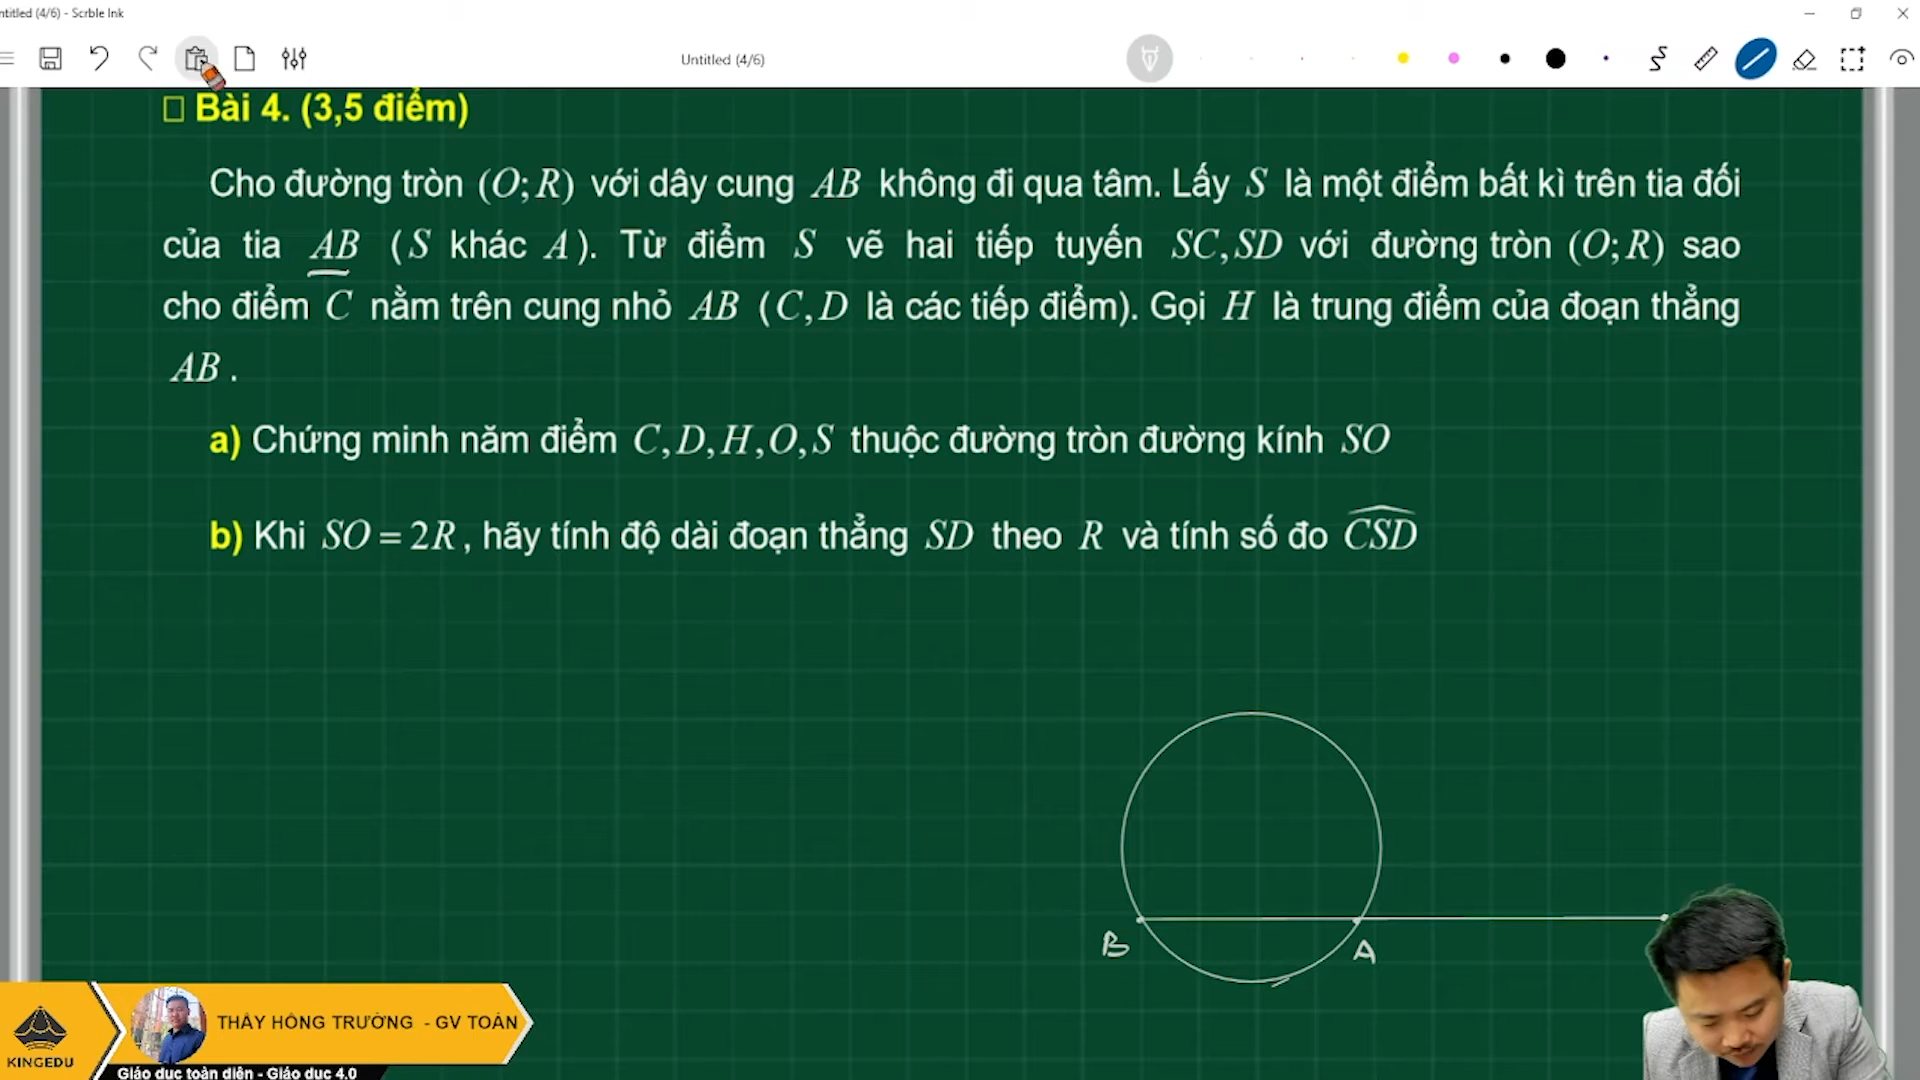 ntitled (4/6) - Scrble Ink
Untitled (4/6)
Bài 4. (3,5 điểm)
Cho đường tròn (O;R) với dây cung AB không đi qua tâm. Lấy S là một điểm bất kì trên tia đối
của tia AB (S khác A). Từ điểm S vẽ hai tiếp tuyến SC,SD với đường tròn (O;R) sao
cho điểm C nằm trên cung nhỏ AB (C,D là các tiếp điểm). Gọi H là trung điểm của đoạn thẳng
AB.
a) Chứng minh năm điểm C,D,H,O,S thuộc đường tròn đường kính SO
b) Khi SO = 2R, hãy tính độ dài đoạn thẳng SD theo R và tính số đo \widehat{CSD}
B
A
THẦY HỒNG TRƯỜNG - GV TOÁN
KINGEDU
Giáo dục toàn diện - Giáo dục 4.0